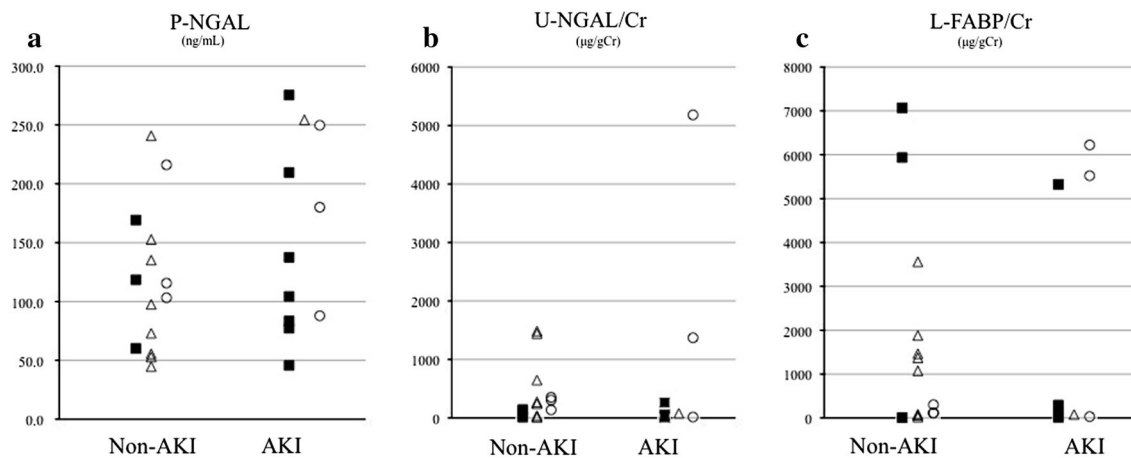 a
P-NGAL
(ng/mL)
300.0
250.0
200.0
150.0
100.0
50.0
0.0
Non-AKI AKI
b
U-NGAL/Cr
(μg/gCr)
6000
5000
4000
3000
2000
1000
0
Non-AKI AKI
c
L-FABP/Cr
(μg/gCr)
8000
7000
6000
5000
4000
3000
2000
1000
0
Non-AKI AKI